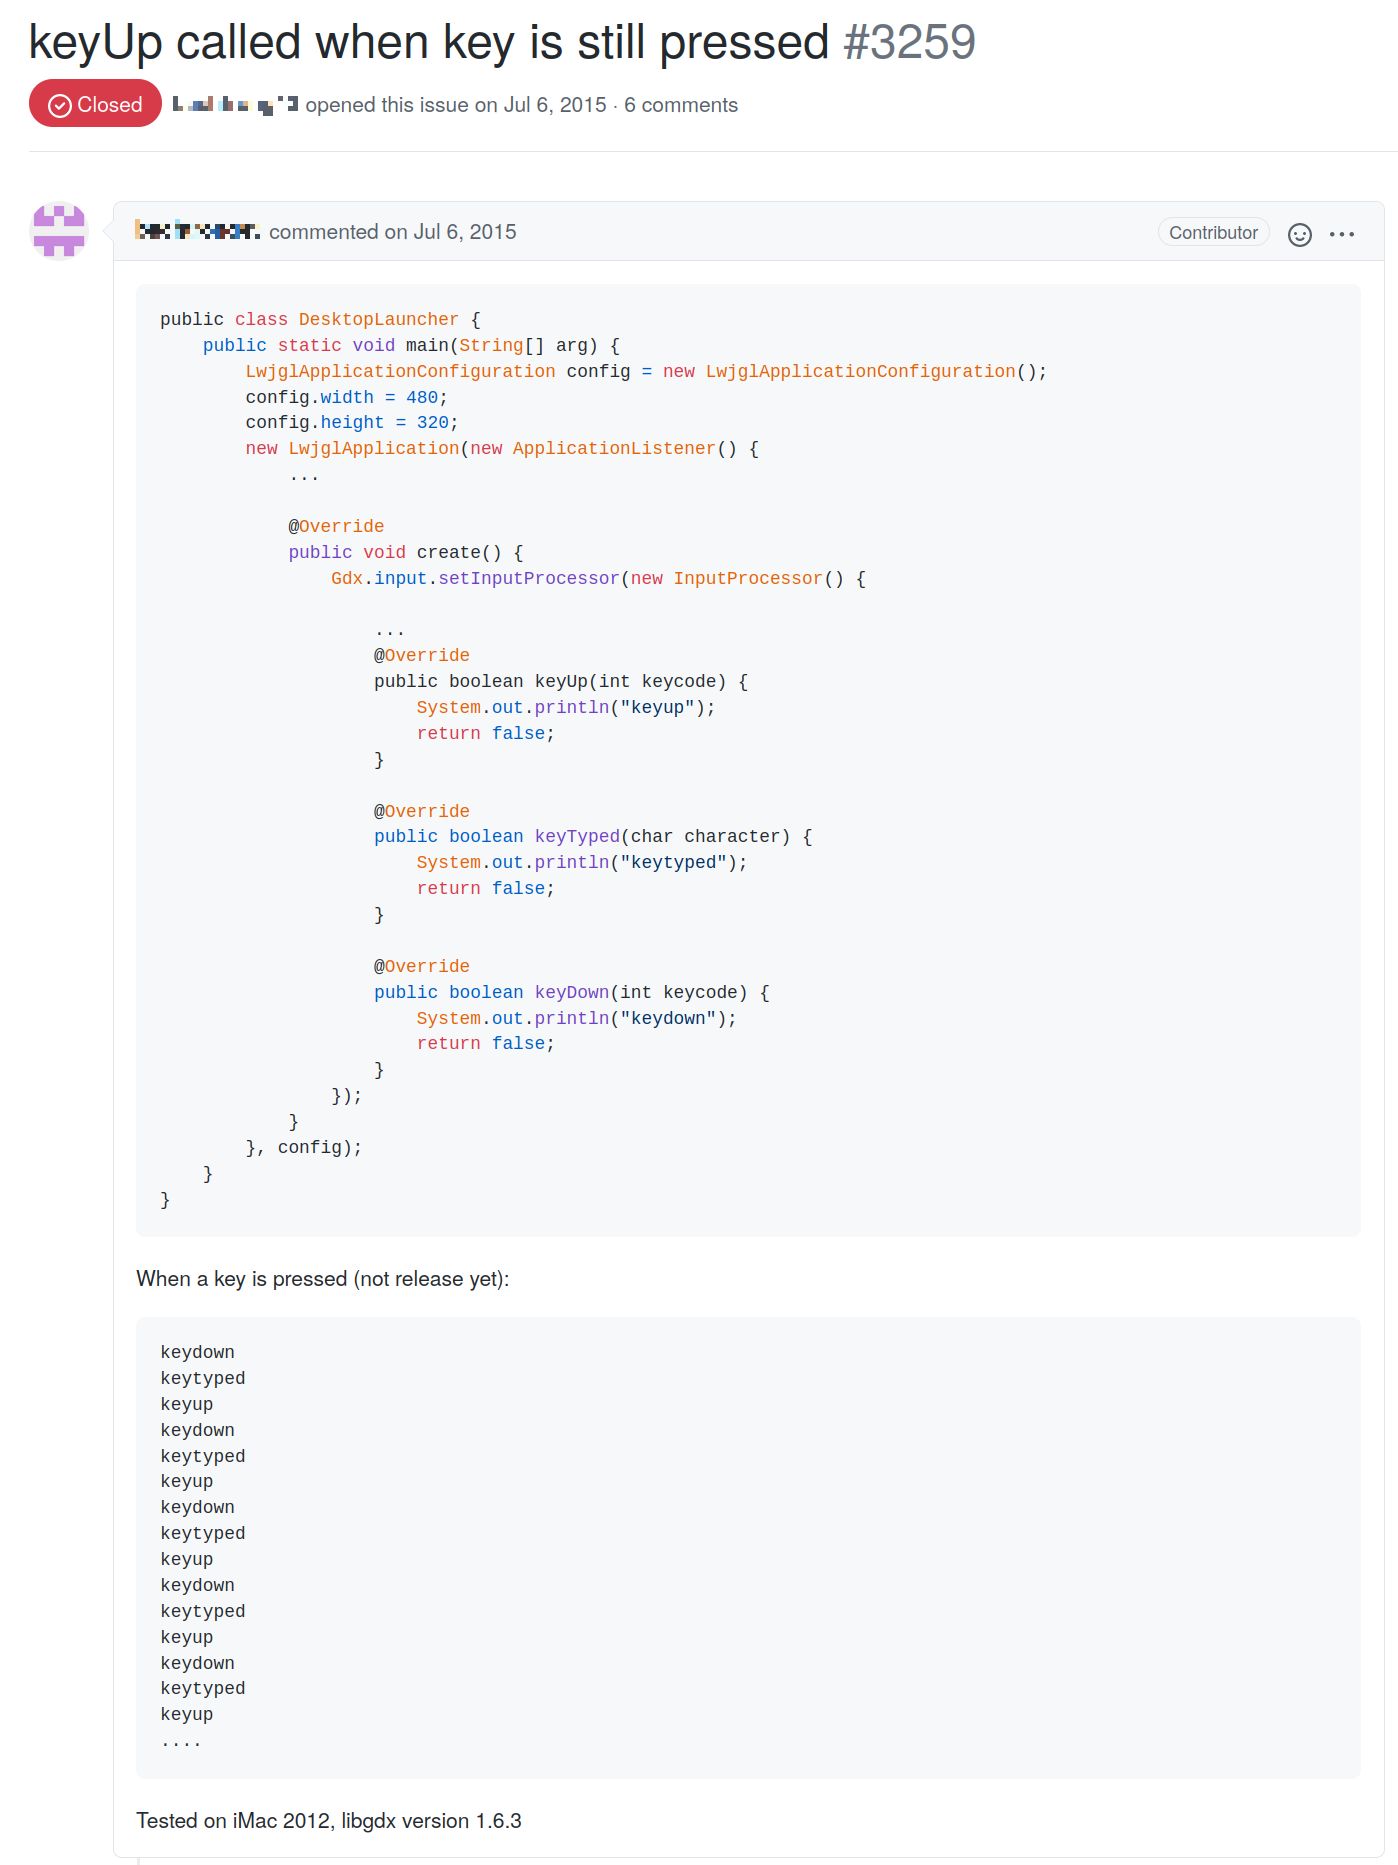 keyUp called when key is still pressed #3259
Closed opened this issue on Jul 6, 2015 · 6 comments
commented on Jul 6, 2015 Contributor
public class DesktopLauncher {
    public static void main(String[] arg) {
        LwjglApplicationConfiguration config = new LwjglApplicationConfiguration();
        config.width = 480;
        config.height = 320;
        new LwjglApplication(new ApplicationListener() {
            ...
            @Override
            public void create() {
                Gdx.input.setInputProcessor(new InputProcessor() {
                    ...
                    @Override
                    public boolean keyUp(int keycode) {
                        System.out.println("keyup");
                        return false;
                    }
                    @Override
                    public boolean keyTyped(char character) {
                        System.out.println("keytyped");
                        return false;
                    }
                    @Override
                    public boolean keyDown(int keycode) {
                        System.out.println("keydown");
                        return false;
                    }
                });
            }
        }, config);
    }
}
When a key is pressed (not release yet):
keydown
keytyped
keyup
keydown
keytyped
keyup
keydown
keytyped
keyup
keydown
keytyped
keyup
keydown
keytyped
keyup
....
Tested on iMac 2012, libgdx version 1.6.3